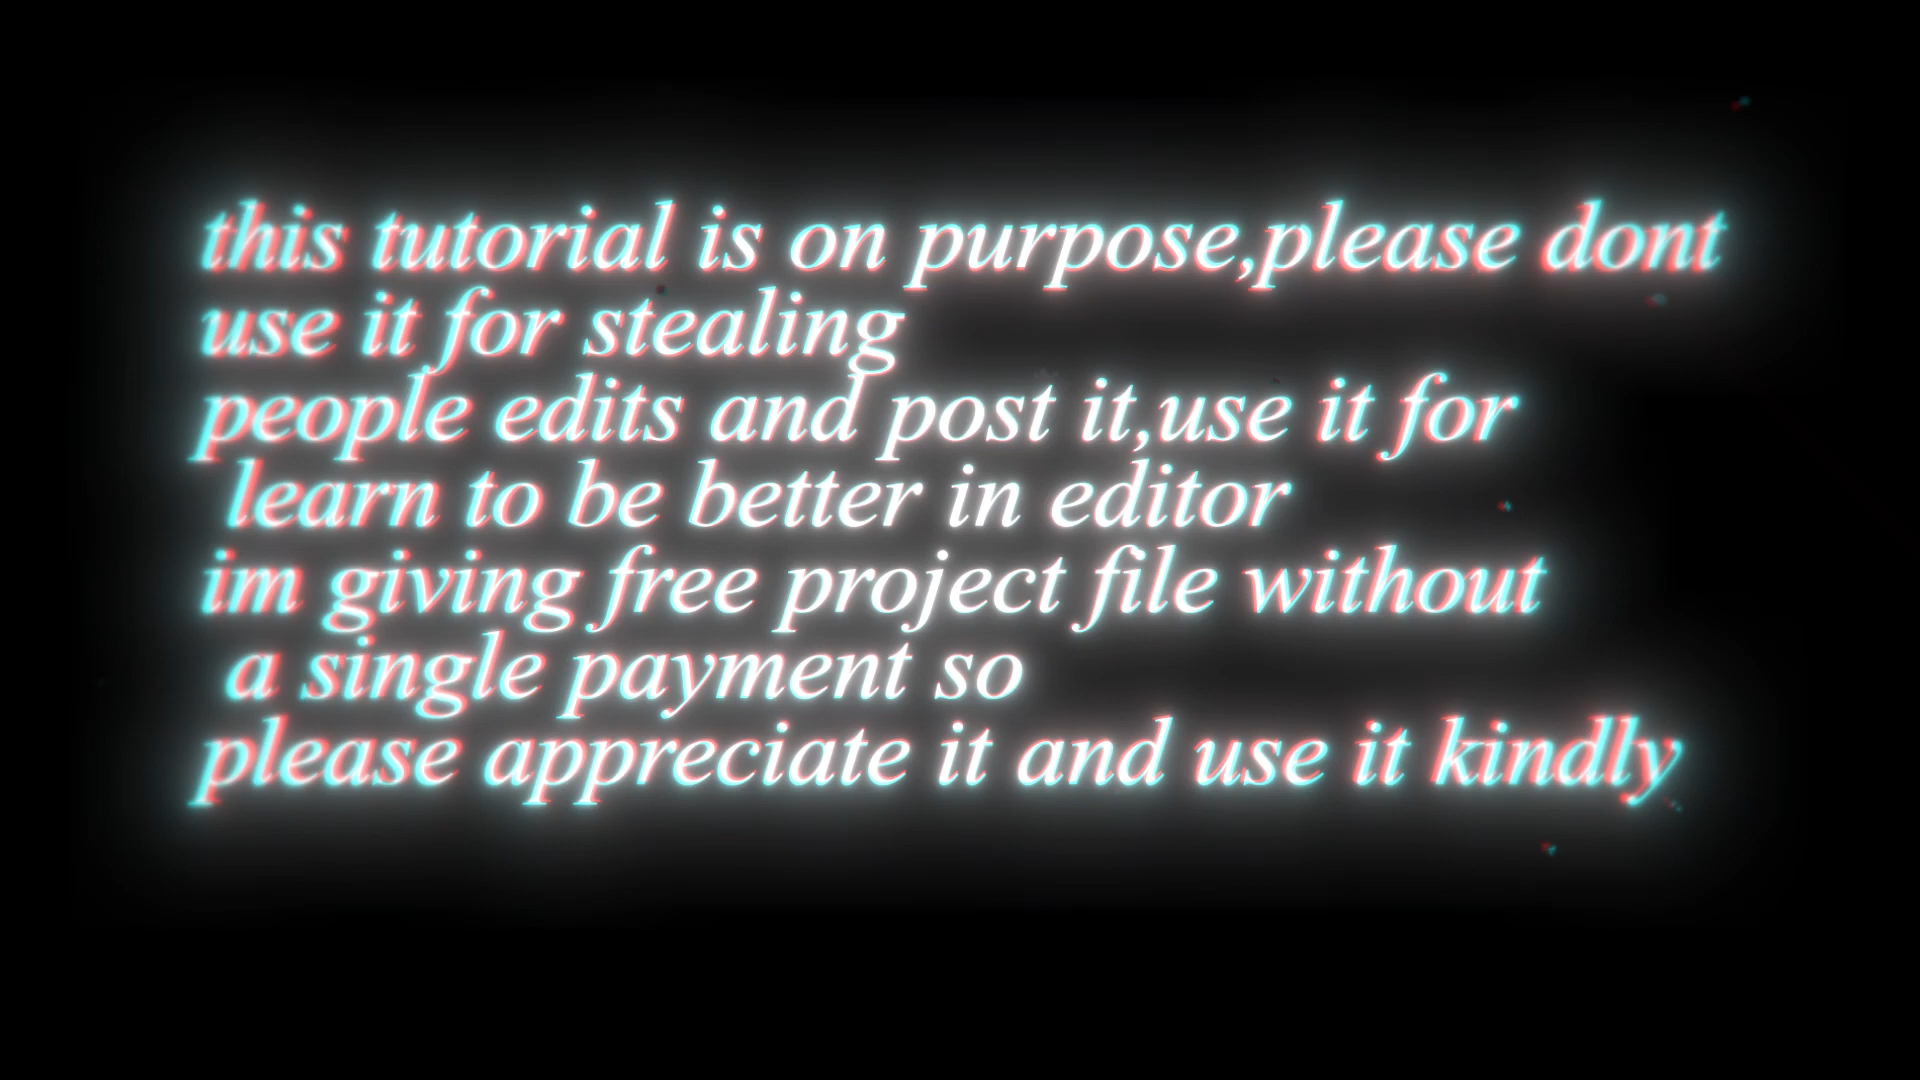 this tutorial is on purpose,please dont
use it for stealing
people edits and post it,use it for
learn to be better in editor
im giving free project file without
a single payment so
please appreciate it and use it kindly